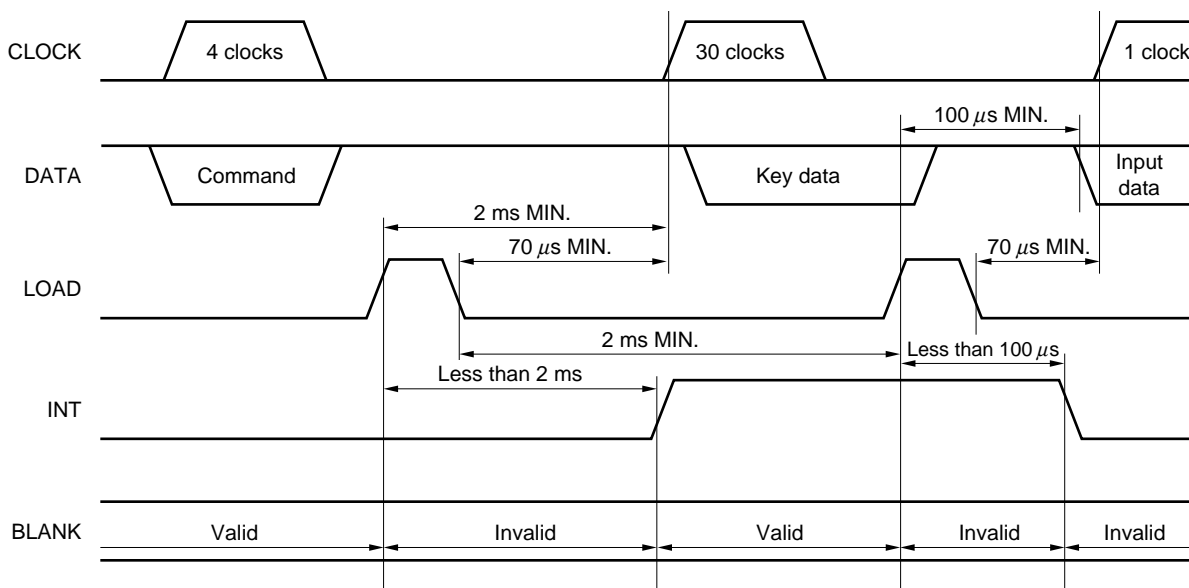 CLOCK
4 clocks
30 clocks
1 clock
100 μs MIN.
DATA
Command
Key data
Input
data
2 ms MIN.
70 μs MIN.
70 μs MIN.
LOAD
2 ms MIN.
Less than 100 μs
Less than 2 ms
INT
BLANK
Valid
Invalid
Valid
Invalid
Invalid